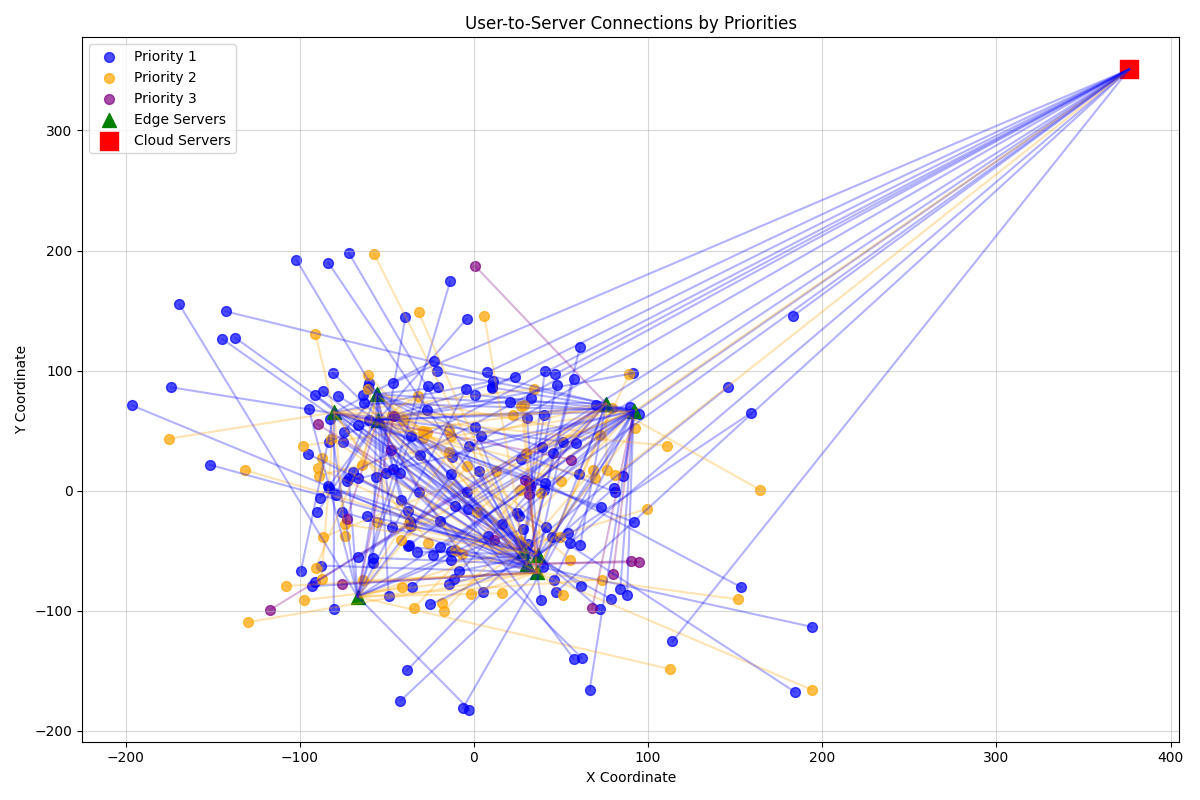 User-to-Server Connections by Priorities
Priority 1
Priority 2
Priority 3
Edge Servers
Cloud Servers
Y Coordinate
300
200
100
0
−100
−200
−200
−100
0
100
200
300
400
X Coordinate